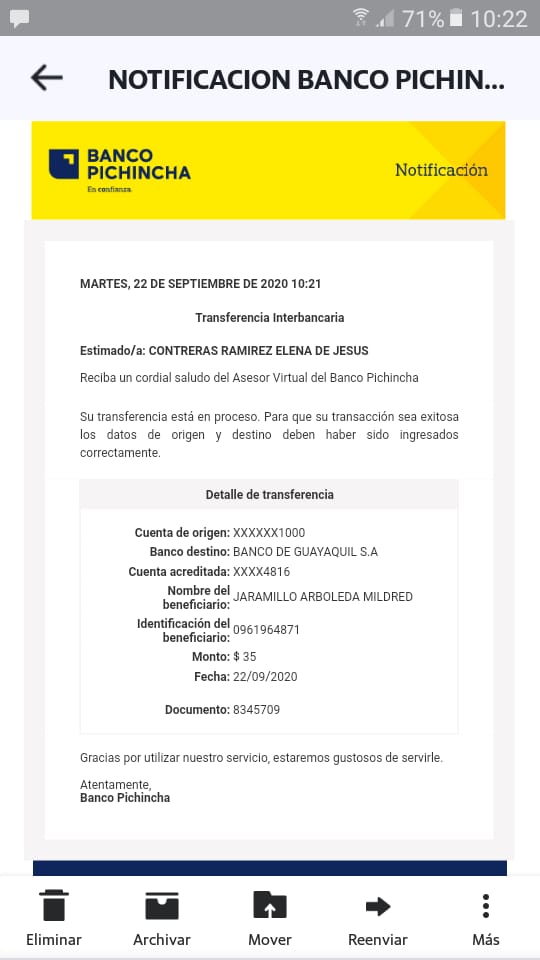 71% 10:22
NOTIFICACION BANCO PICHIN...
BANCO
PICHINCHA
En confianza.
Notificación
MARTES, 22 DE SEPTIEMBRE DE 2020 10:21
Transferencia Interbancaria
Estimado/a: CONTRERAS RAMIREZ ELENA DE JESUS
Reciba un cordial saludo del Asesor Virtual del Banco Pichincha
Su transferencia está en proceso. Para que su transacción sea exitosa
los datos de origen y destino deben haber sido ingresados
correctamente.
Detalle de transferencia
Cuenta de origen: XXXXXX1000
Banco destino: BANCO DE GUAYAQUIL S.A
Cuenta acreditada: XXXX4816
Nombre del
beneficiario: JARAMILLO ARBOLEDA MILDRED
Identificación del
beneficiario: 0961964871
Monto: $ 35
Fecha: 22/09/2020
Documento: 8345709
Gracias por utilizar nuestro servicio, estaremos gustosos de servirle.
Atentamente,
Banco Pichincha
Eliminar Archivar Mover Reenviar Más